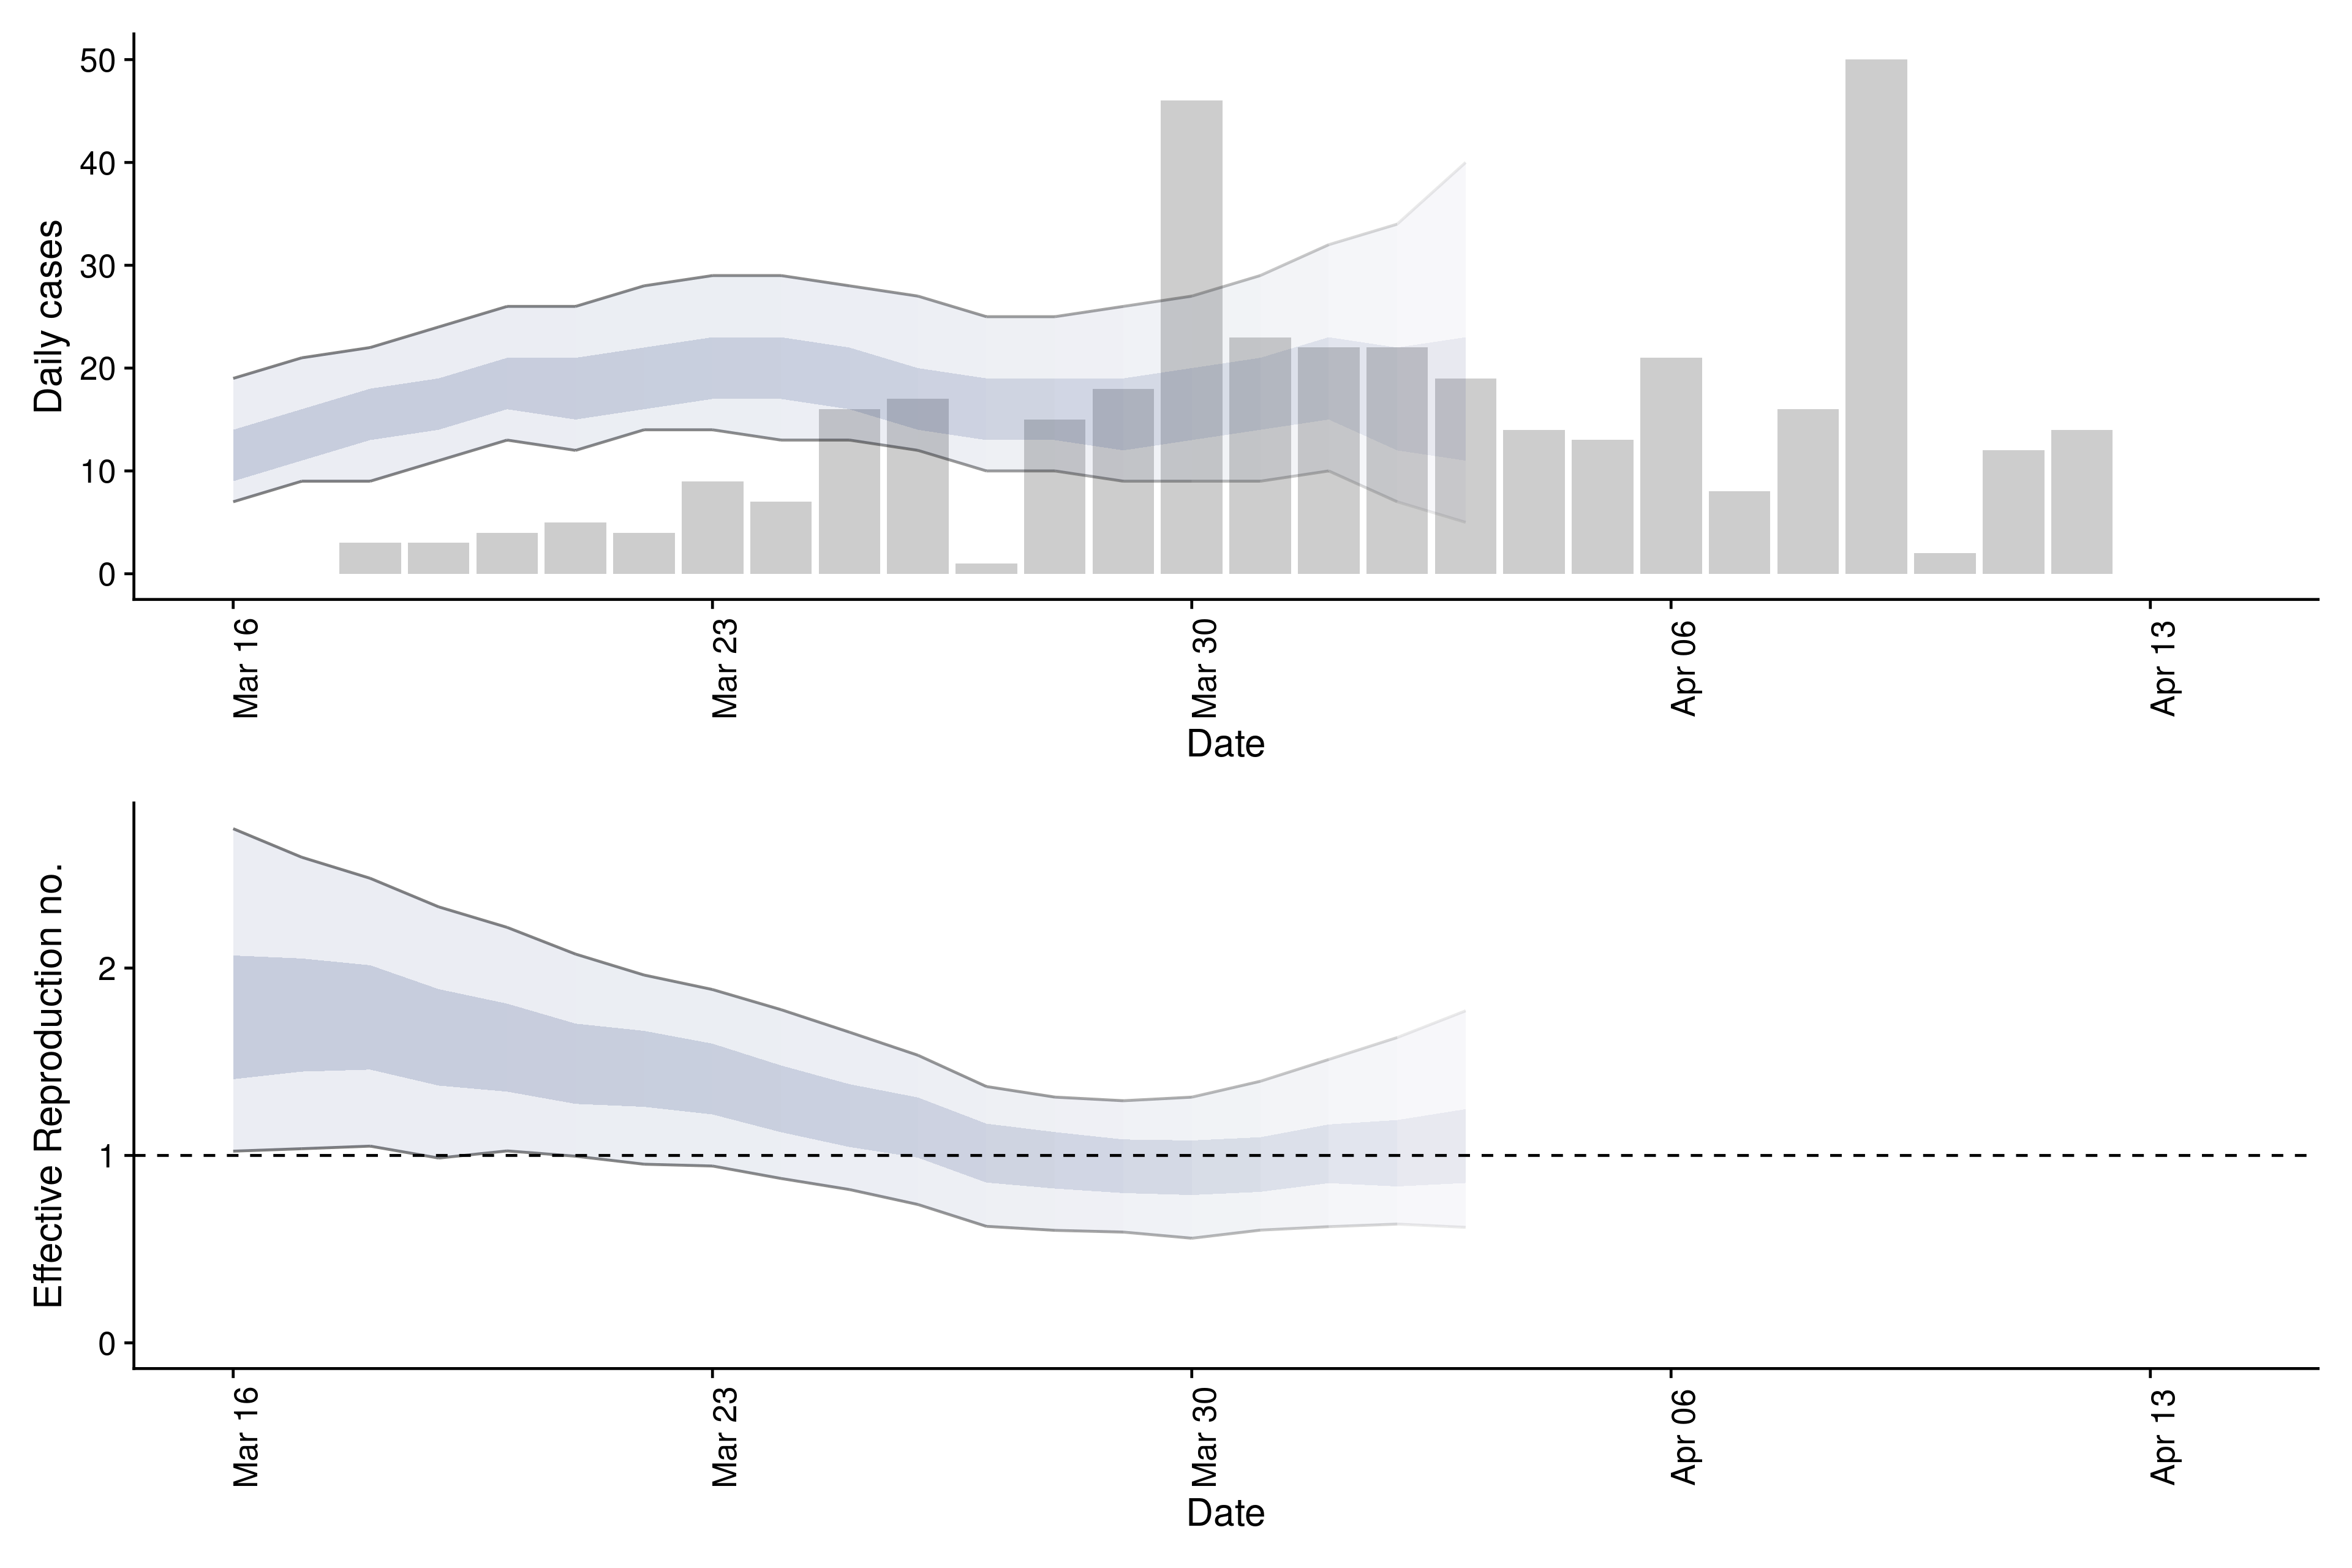 Daily cases
50
40
30
20
10
0
Mar 16
Mar 23
Mar 30
Apr 06
Apr 13
Date
Effective Reproduction no.
2
1
0
Mar 16
Mar 23
Mar 30
Apr 06
Apr 13
Date